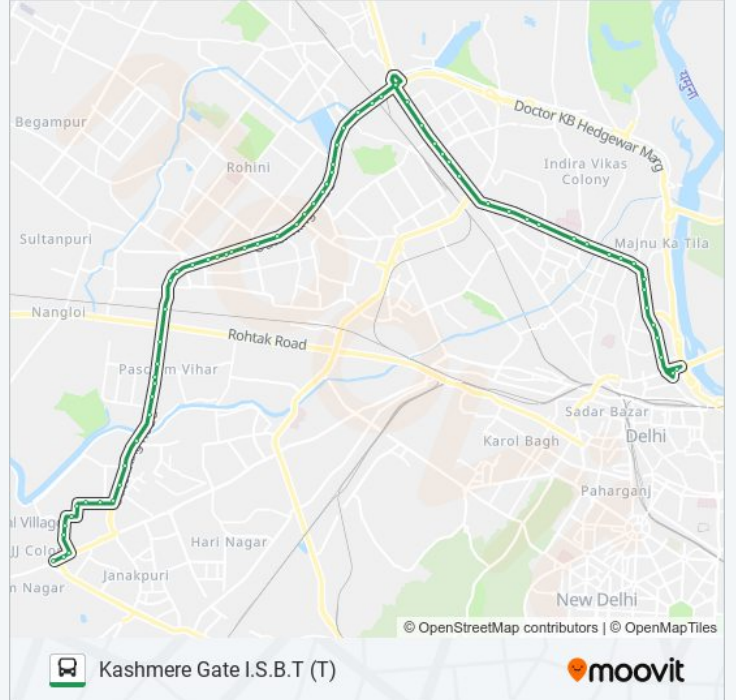 यमुना
Begampur
Doctor KB Hedgewar Marg
Rohini
Indira Vikas
Colony
Sultanpuri
Majnu Ka Tila
Nangloi
Rohtak Road
Vihar
Sadar Bazar
Karol Bagh
Delhi
Paharganj
al Village
Hari Nagar
JJ Colo
Janakpuri
m Nagar
New Delhi
© OpenStreetMap contributors | © OpenMapTiles
Kashmere Gate I.S.B.T (T)
moovit